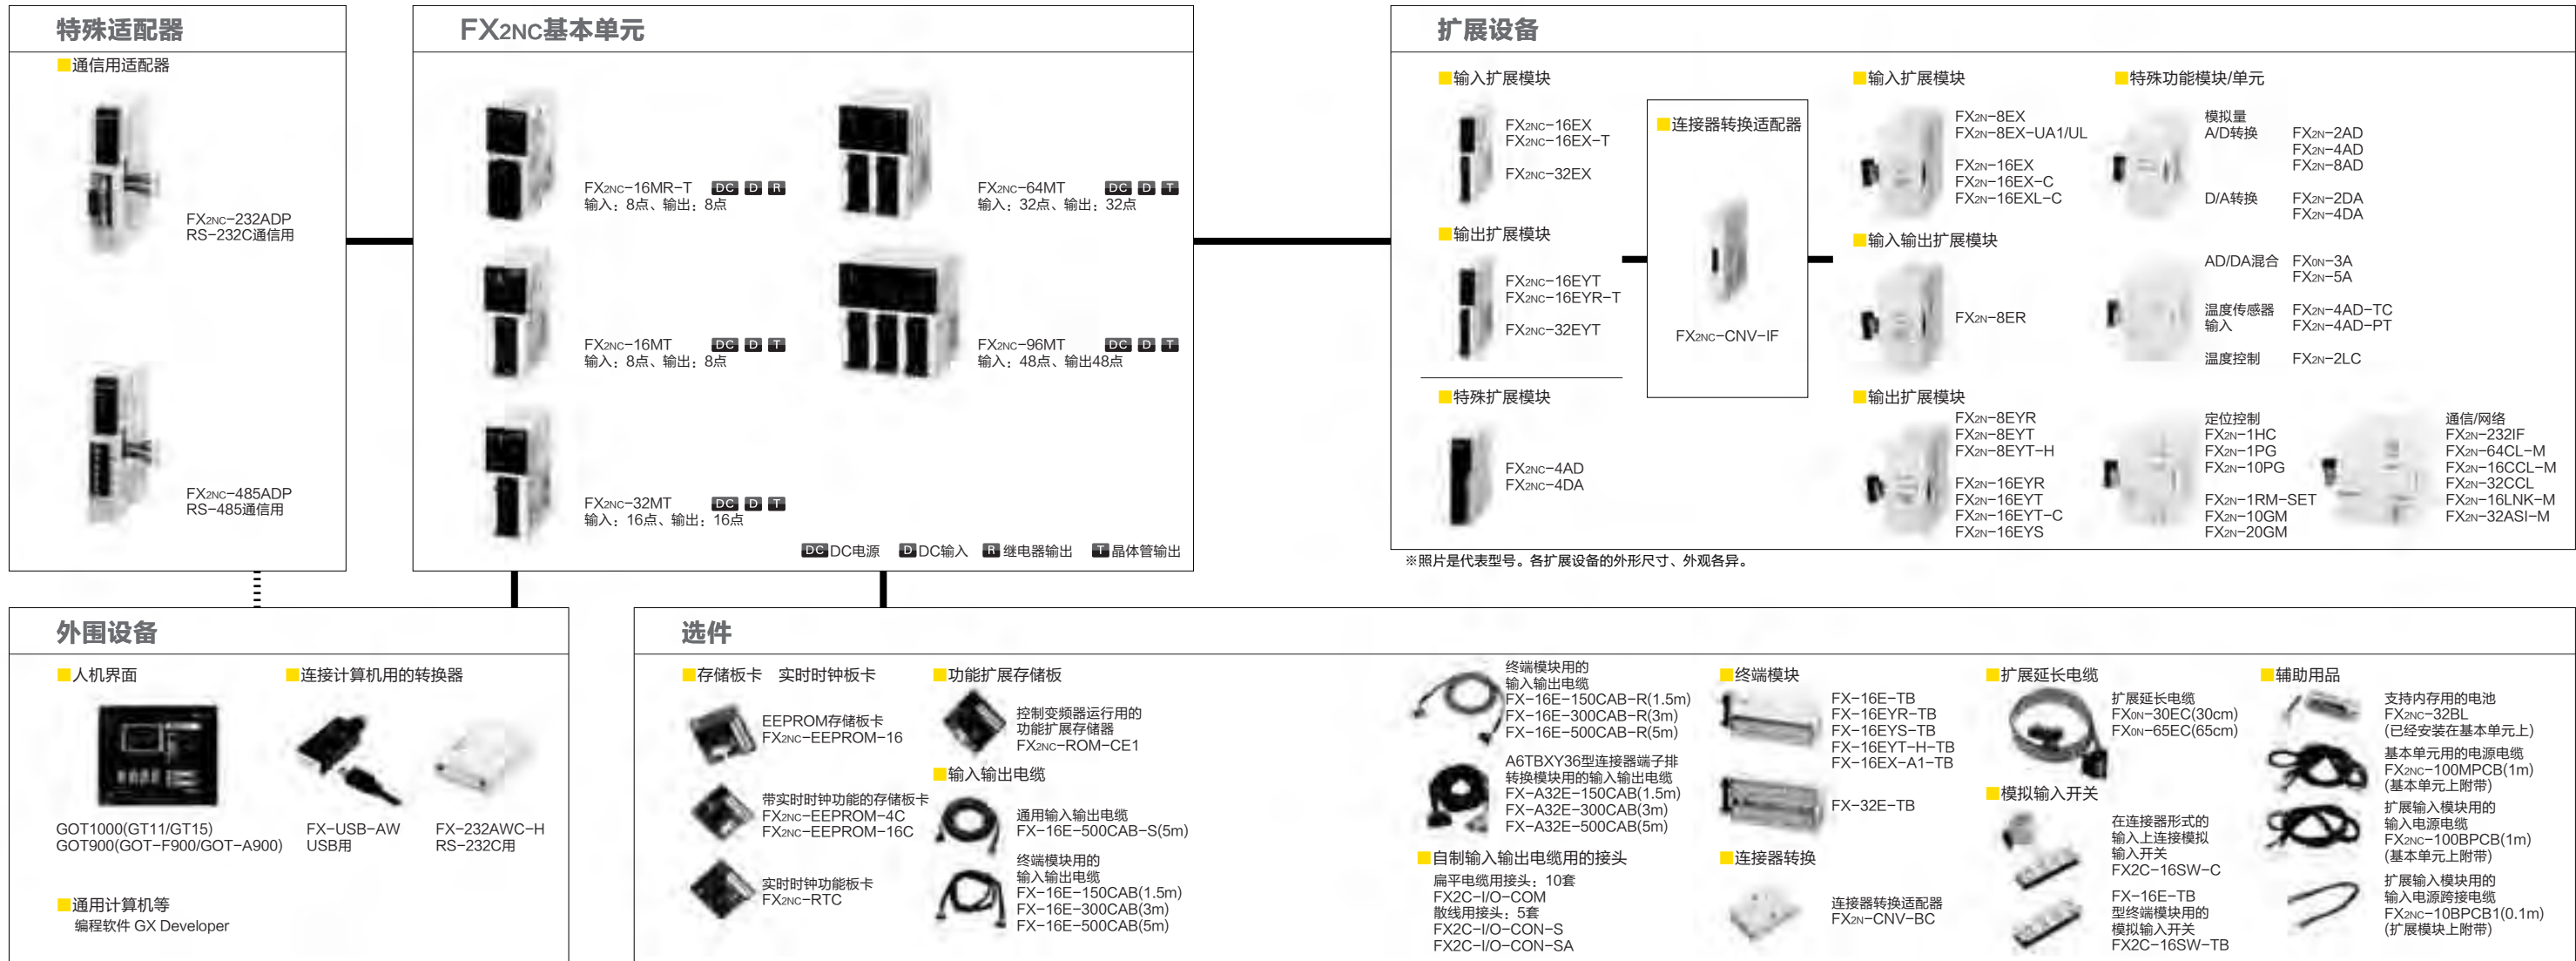 特殊适配器
■通信用适配器
FX2NC-232ADP
RS-232C通信用
FX2NC-485ADP
RS-485通信用
FX2NC基本单元
FX2NC-16MR-T DC D R
输入：8点、输出：8点
FX2NC-16MT DC D T
输入：8点、输出：8点
FX2NC-32MT DC D T
输入：16点、输出：16点
FX2NC-64MT DC D T
输入：32点、输出：32点
FX2NC-96MT DC D T
输入：48点、输出48点
DC DC电源 D DC输入 R 继电器输出 T 晶体管输出
扩展设备
■输入扩展模块
FX2NC-16EX
FX2NC-16EX-T
FX2NC-32EX
■输出扩展模块
FX2NC-16EYT
FX2NC-16EYR-T
FX2NC-32EYT
■特殊扩展模块
FX2NC-4AD
FX2NC-4DA
■连接器转换适配器
FX2NC-CNV-IF
■输入扩展模块
FX2N-8EX
FX2N-8EX-UA1/UL
FX2N-16EX
FX2N-16EX-C
FX2N-16EXL-C
■输入输出扩展模块
FX2N-8ER
■输出扩展模块
FX2N-8EYR
FX2N-8EYT
FX2N-8EYT-H
FX2N-16EYR
FX2N-16EYT
FX2N-16EYT-C
FX2N-16EYS
■特殊功能模块/单元
模拟量
A/D转换 FX2N-2AD
FX2N-4AD
FX2N-8AD
D/A转换 FX2N-2DA
FX2N-4DA
AD/DA混合 FX0N-3A
FX2N-5A
温度传感器 FX2N-4AD-TC
输入 FX2N-4AD-PT
温度控制 FX2N-2LC
定位控制
FX2N-1HC
FX2N-1PG
FX2N-10PG
FX2N-1RM-SET
FX2N-10GM
FX2N-20GM
通信/网络
FX2N-232IF
FX2N-64CL-M
FX2N-16CCL-M
FX2N-32CCL
FX2N-16LNK-M
FX2N-32ASI-M
※照片是代表型号。各扩展设备的外形尺寸、外观各异。
外围设备
■人机界面
GOT1000(GT11/GT15)
GOT900(GOT-F900/GOT-A900)
■连接计算机用的转换器
FX-USB-AW
USB用
FX-232AWC-H
RS-232C用
■通用计算机等
编程软件 GX Developer
选件
■存储板卡 实时时钟板卡
EEPROM存储板卡
FX2NC-EEPROM-16
带实时时钟功能的存储板卡
FX2NC-EEPROM-4C
FX2NC-EEPROM-16C
实时时钟功能板卡
FX2NC-RTC
■功能扩展存储板
控制变频器运行用的
功能扩展存储器
FX2NC-ROM-CE1
■输入输出电缆
通用输入输出电缆
FX-16E-500CAB-S(5m)
终端模块用的
输入输出电缆
FX-16E-150CAB(1.5m)
FX-16E-300CAB(3m)
FX-16E-500CAB(5m)
终端模块用的
输入输出电缆
FX-16E-150CAB-R(1.5m)
FX-16E-300CAB-R(3m)
FX-16E-500CAB-R(5m)
A6TBXY36型连接器端子排
转换模块用的输入输出电缆
FX-A32E-150CAB(1.5m)
FX-A32E-300CAB(3m)
FX-A32E-500CAB(5m)
■自制输入输出电缆用的接头
扁平电缆用接头：10套
FX2C-I/O-COM
散线用接头：5套
FX2C-I/O-CON-S
FX2C-I/O-CON-SA
■终端模块
FX-16E-TB
FX-16EYR-TB
FX-16EYS-TB
FX-16EYT-H-TB
FX-16EX-A1-TB
FX-32E-TB
■连接器转换
连接器转换适配器
FX2N-CNV-BC
■扩展延长电缆
扩展延长电缆
FX0N-30EC(30cm)
FX0N-65EC(65cm)
■模拟输入开关
在连接器形式的
输入上连接模拟
输入开关
FX2C-16SW-C
FX-16E-TB
型终端模块用的
模拟输入开关
FX2C-16SW-TB
■辅助用品
支持内存用的电池
FX2NC-32BL
(已经安装在基本单元上)
基本单元用的电源电缆
FX2NC-100MPCB(1m)
(基本单元上附带)
扩展输入模块用的
输入电源电缆
FX2NC-100BPCB(1m)
(基本单元上附带)
扩展输入模块用的
输入电源跨接电缆
FX2NC-10BPCB1(0.1m)
(扩展模块上附带)